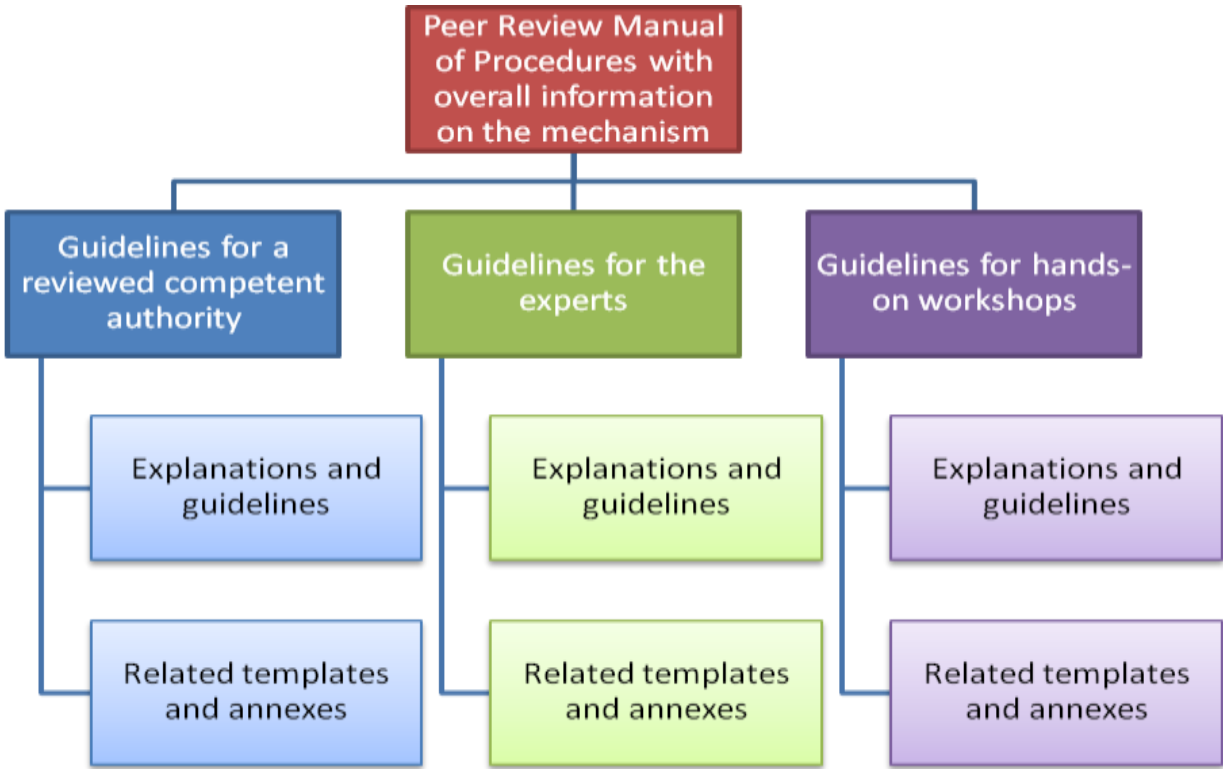 Peer Review Manual
of Procedures with
overall information
on the mechanism
Guidelines for a
reviewed competent
authority
Guidelines for the
experts
Guidelines for hands-
on workshops
Explanations and
guidelines
Explanations and
guidelines
Explanations and
guidelines
Related templates
and annexes
Related templates
and annexes
Related templates
and annexes